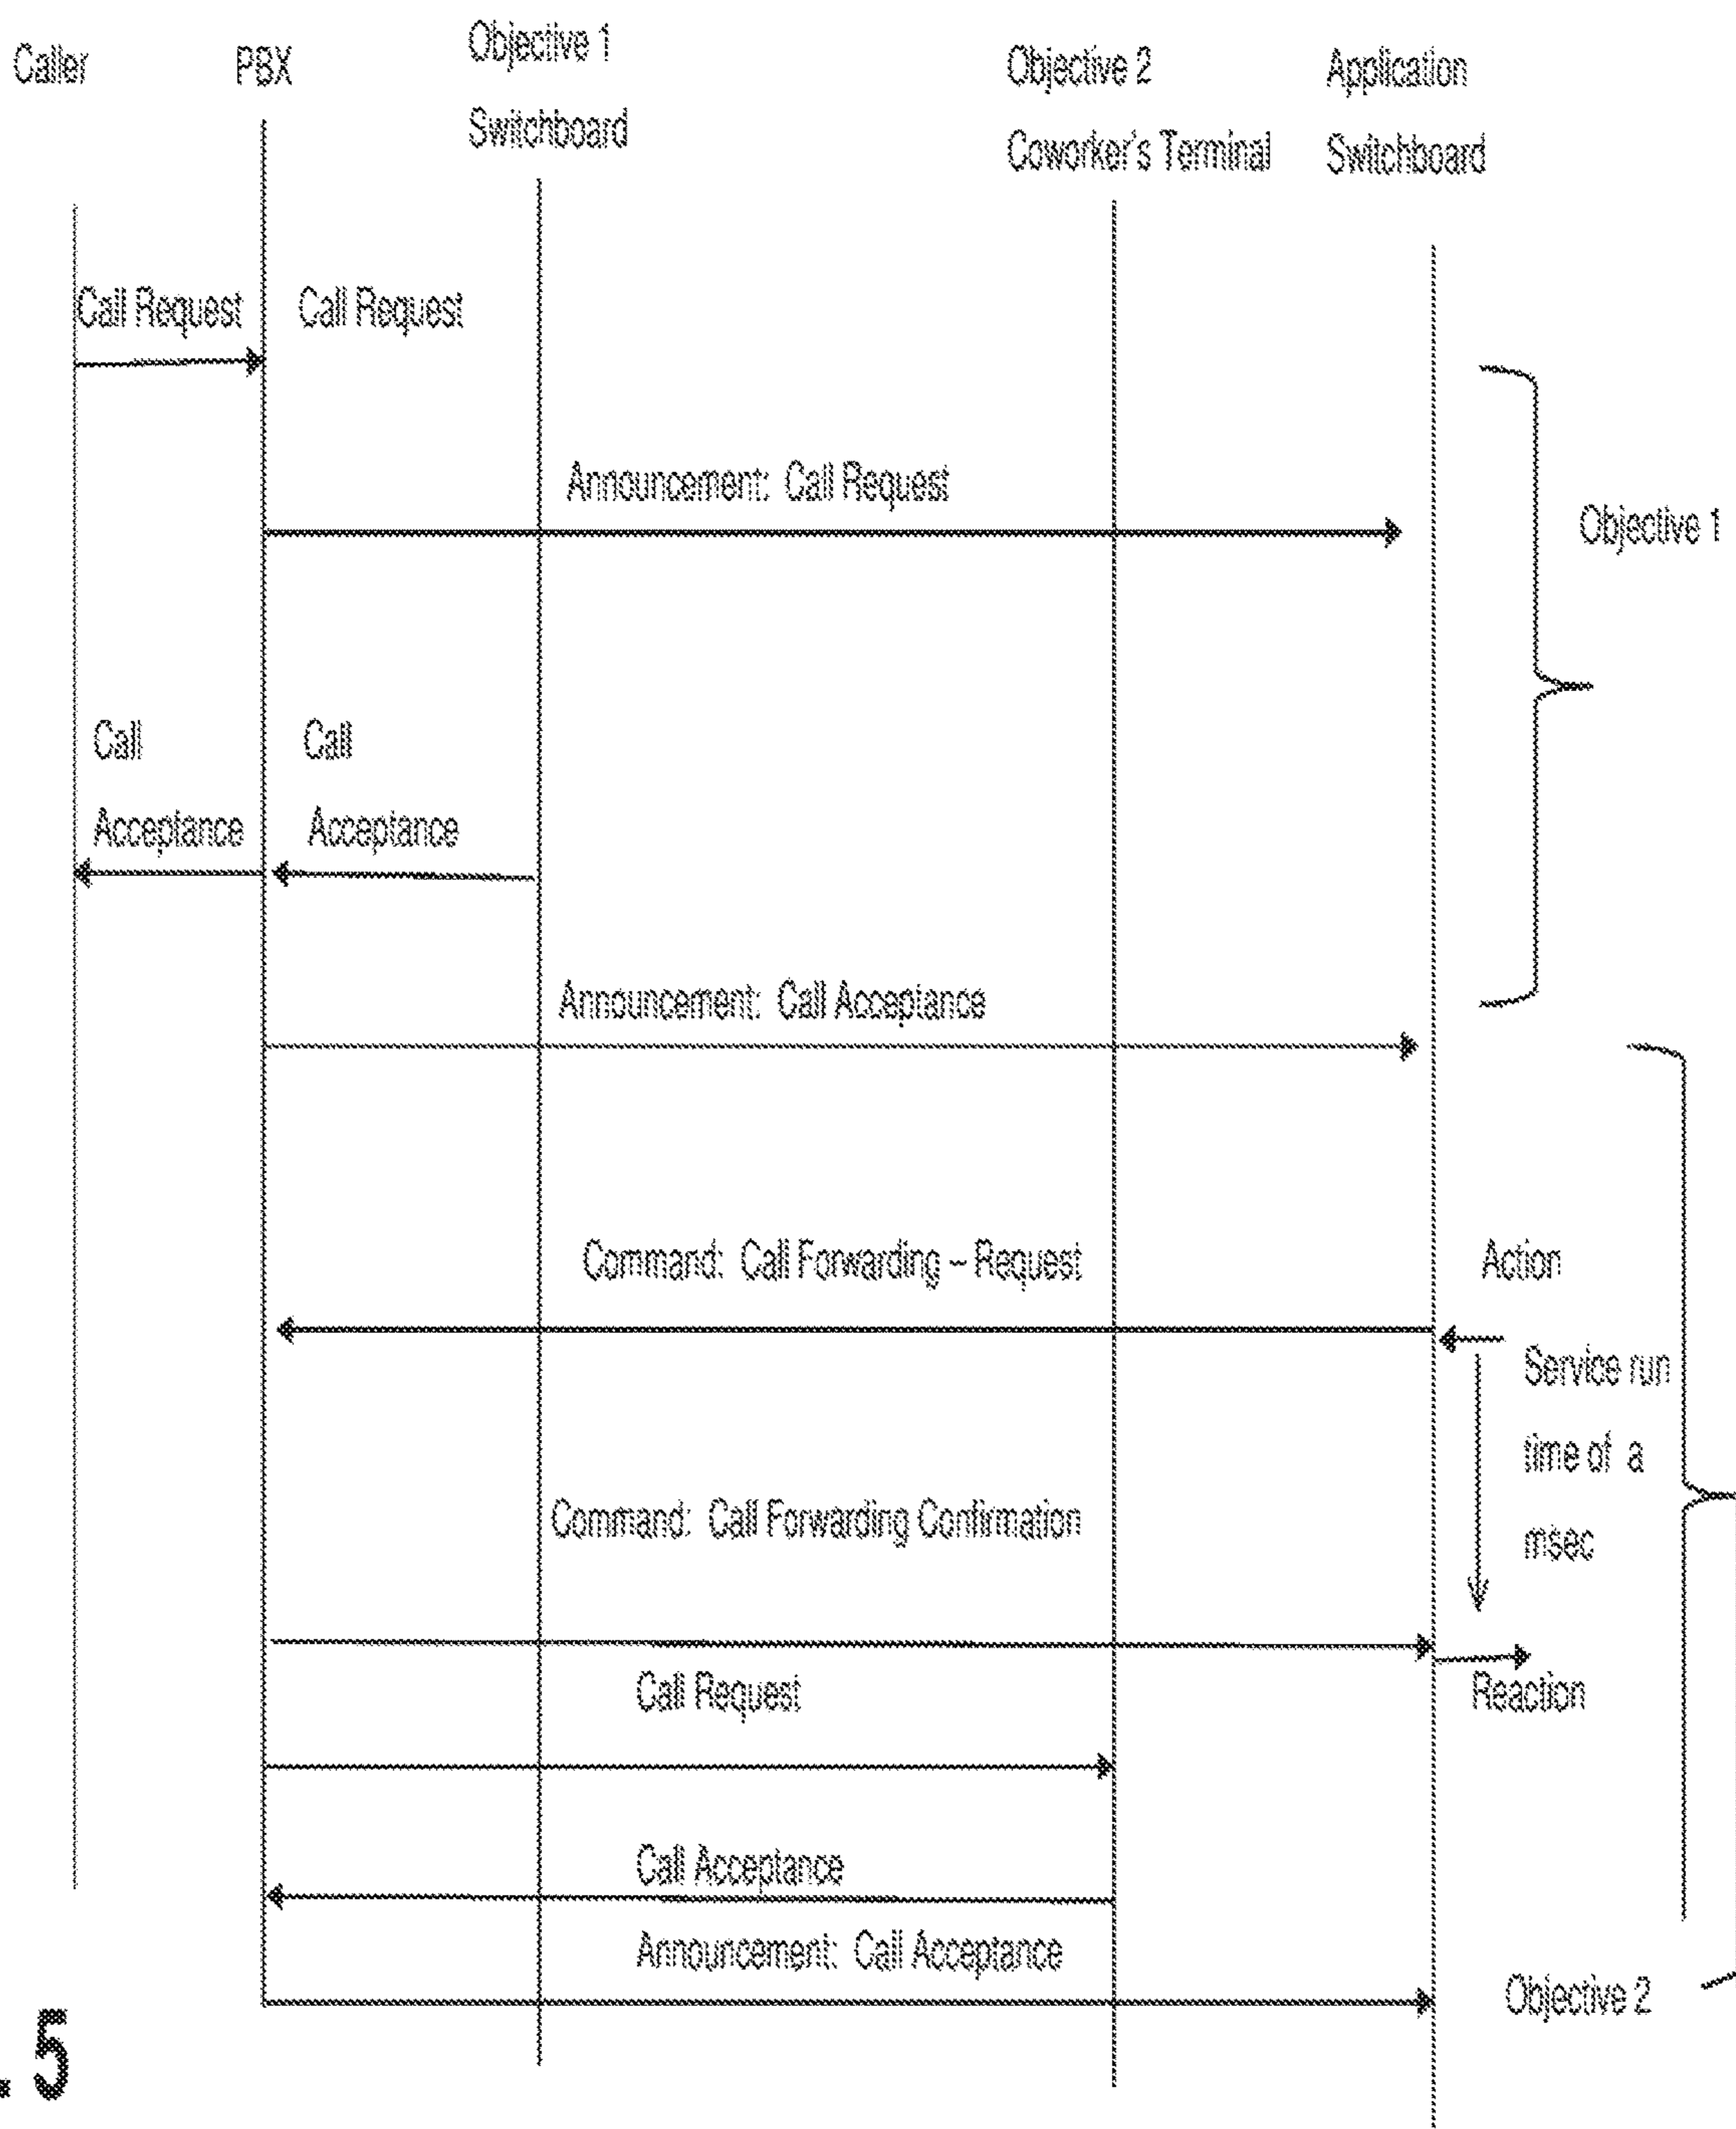 Caller
PBX
Objective 1
Switchboard
Objective 2
Coworker's Terminal
Application
Switchboard
Call Request
Call Request
Announcement: Call Request
Objective 1
Call
Acceptance
Call
Acceptance
Announcement: Call Acceptance
Command: Call Forwarding – Request
Action
Service run
time of a
msec
Command: Call Forwarding Confirmation
Call Request
Reaction
Call Acceptance
Announcement: Call Acceptance
Objective 2
. 5